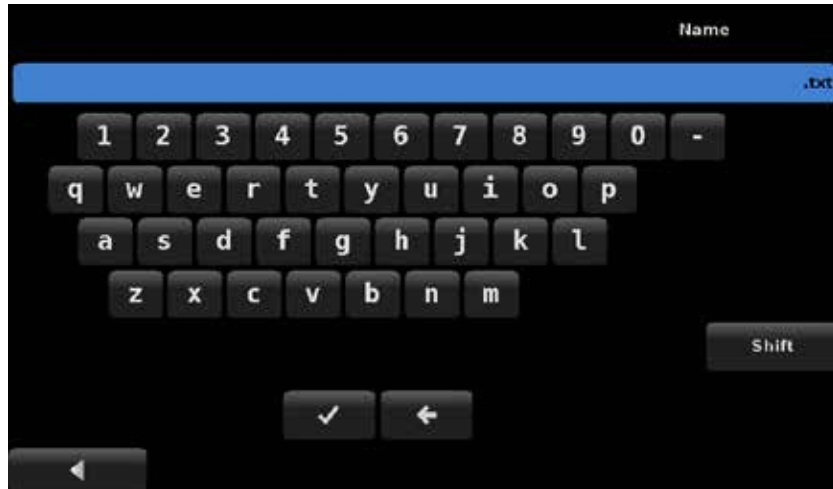 Name
.txt
1 2 3 4 5 6 7 8 9 0 -
q w e r t y u i o p
a s d f g h j k l
z x c v b n m
Shift